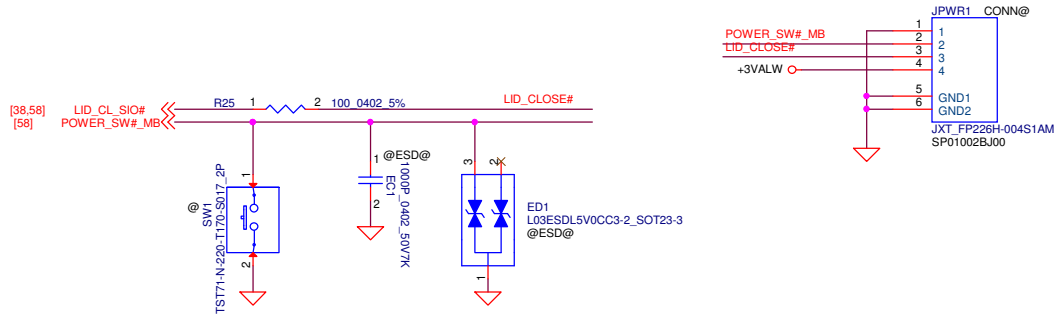 JPWR1 CONN@
1 1
POWER_SW#_MB 2 2
LID_CLOSE# 3 3
+3VALW 4 4
5 GND1
6 GND2
JXT_FP226H-004S1AM
SP01002BJ00
[38,58] LID_CL_SIO# R25 1 2 100_0402_5% LID_CLOSE#
[58] POWER_SW#_MB
1
2
@
SW1
TST71-N-220-T170-S017_2P
1
2
@ESD@
EC1
1000P_0402_50V7K
3
2
1
ED1
L03ESDL5V0CC3-2_SOT23-3
@ESD@